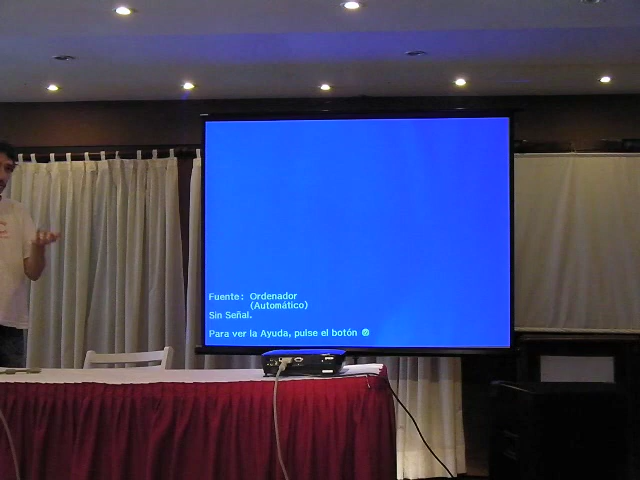 Fuente: Ordenador
(Automático)
Sin Señal.
Para ver la Ayuda, pulse el botón